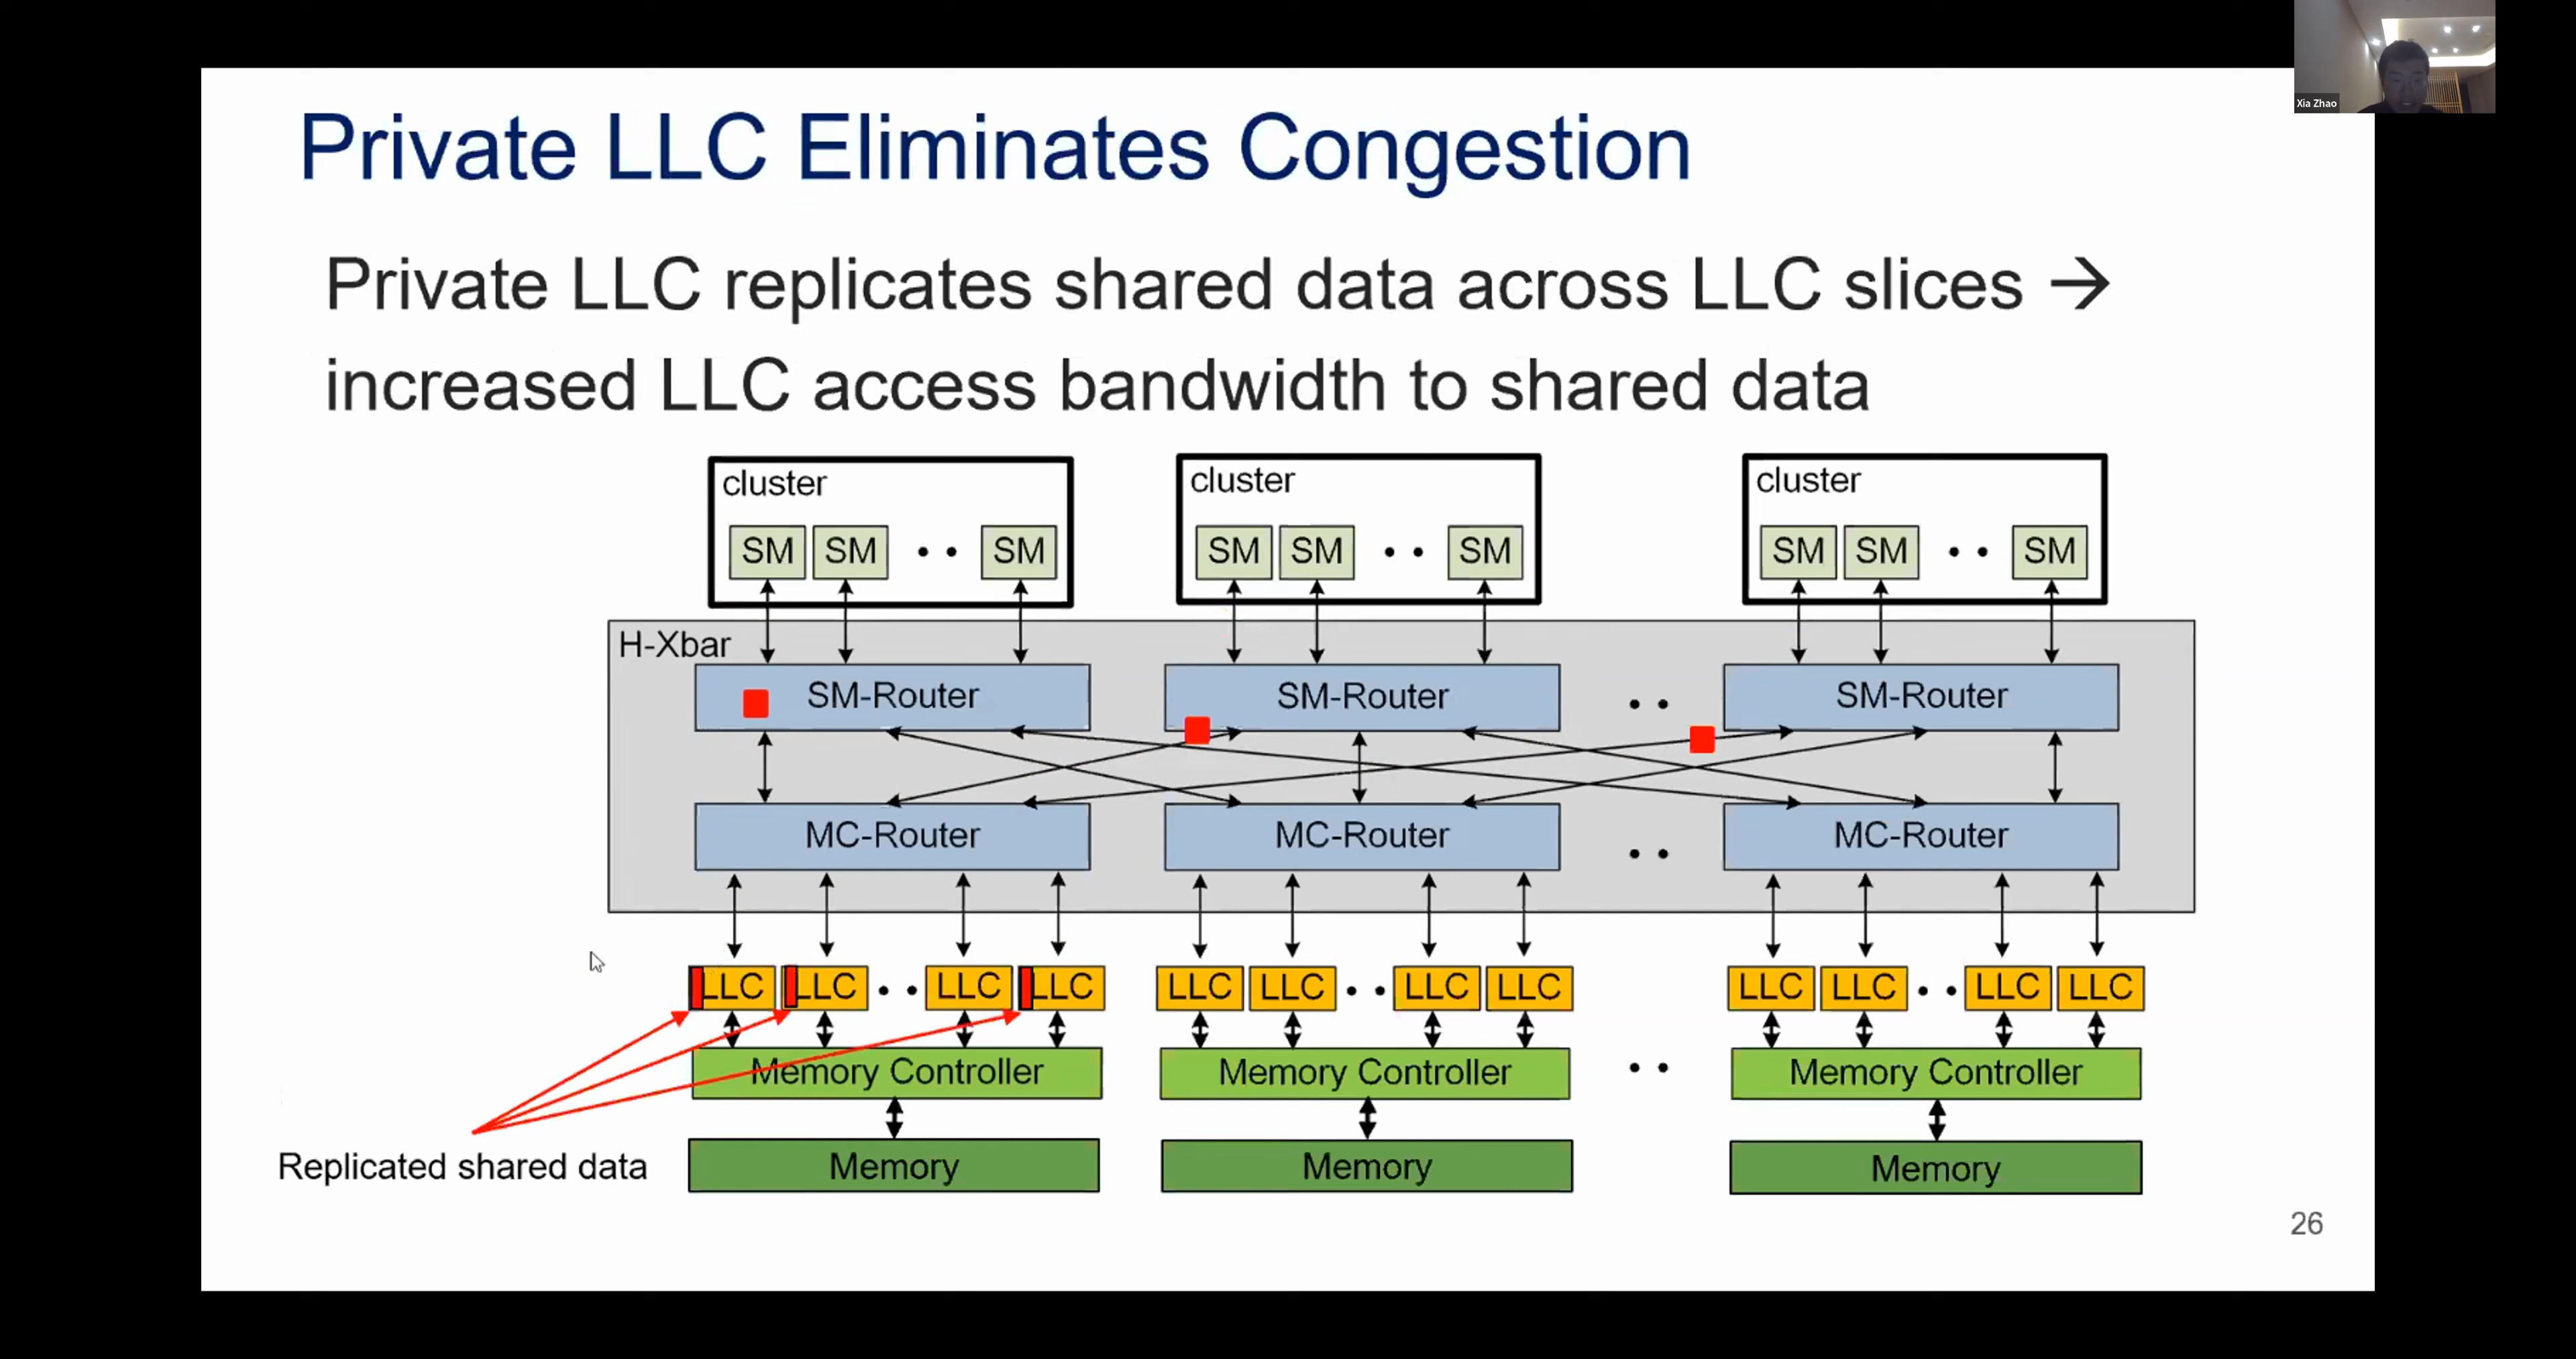 Xia Zhao
Private LLC Eliminates Congestion
Private LLC replicates shared data across LLC slices →
increased LLC access bandwidth to shared data
cluster cluster cluster
SM SM •• SM SM SM •• SM SM SM •• SM
H-Xbar
SM-Router SM-Router •• SM-Router
MC-Router MC-Router •• MC-Router
LLC LLC •• LLC LLC LLC LLC •• LLC LLC LLC LLC •• LLC LLC
Memory Controller Memory Controller •• Memory Controller
Replicated shared data Memory Memory Memory
26